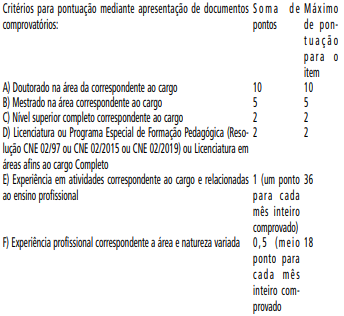 Critérios para pontuação mediante apresentação de documentos Soma de Máximo
comprovatórios: pontos de pon-
tuação
para o
item
A) Doutorado na área da correspondente ao cargo 10 10
B) Mestrado na área correspondente ao cargo 5 5
C) Nível superior completo correspondente ao cargo 2 2
D) Licenciatura ou Programa Especial de Formação Pedagógica (Reso- 2 2
lução CNE 02/97 ou CNE 02/2015 ou CNE 02/2019) ou Licenciatura em
áreas afins ao cargo Completo
E) Experiência em atividades correspondente ao cargo e relacionadas 1 (um ponto 36
ao ensino profissional para cada
mês inteiro
comprovado)
F) Experiência profissional correspondente a área e natureza variada 0,5 (meio 18
ponto para
cada mês
inteiro com-
provado